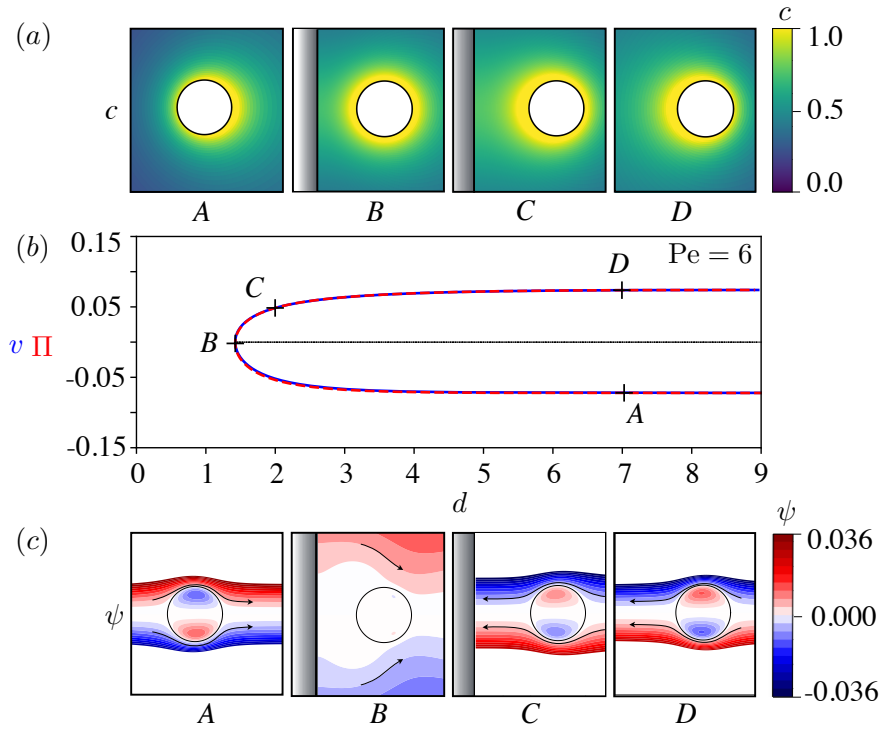 (a)
c
1.0
0.5
0.0
c
A
B
C
D
(b)
0.15
0.05
-0.05
-0.15
v Π
Pe = 6
B
C
D
A
0 1 2 3 4 5 6 7 8 9
d
(c)
ψ
0.036
0.000
-0.036
ψ
A
B
C
D